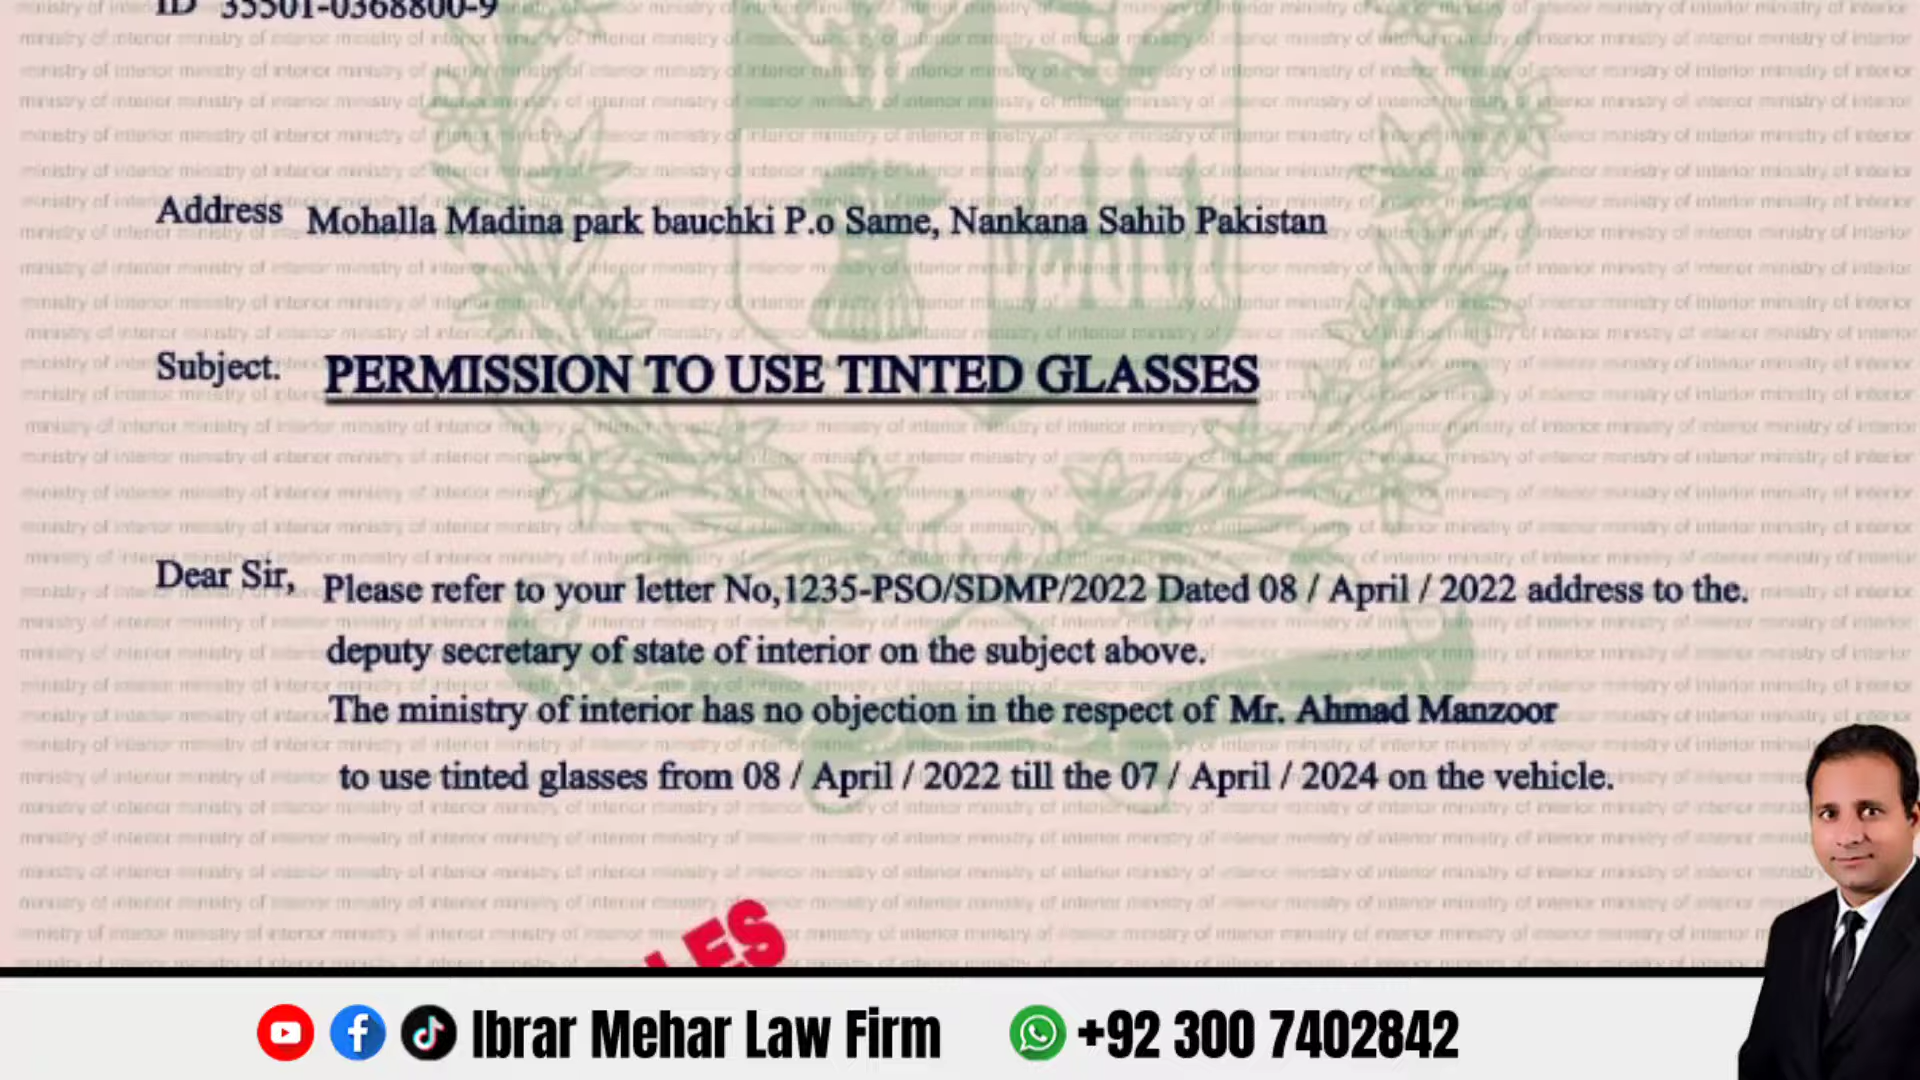 ID 35501-0368800-9
Address Mohalla Madina park bauchki P.o Same, Nankana Sahib Pakistan
Subject. PERMISSION TO USE TINTED GLASSES
Dear Sir, Please refer to your letter No,1235-PSO/SDMP/2022 Dated 08 / April / 2022 address to the.
deputy secretary of state of interior on the subject above.
The ministry of interior has no objection in the respect of Mr. Ahmad Manzoor
to use tinted glasses from 08 / April / 2022 till the 07 / April / 2024 on the vehicle.
LES
Ibrar Mehar Law Firm +92 300 7402842